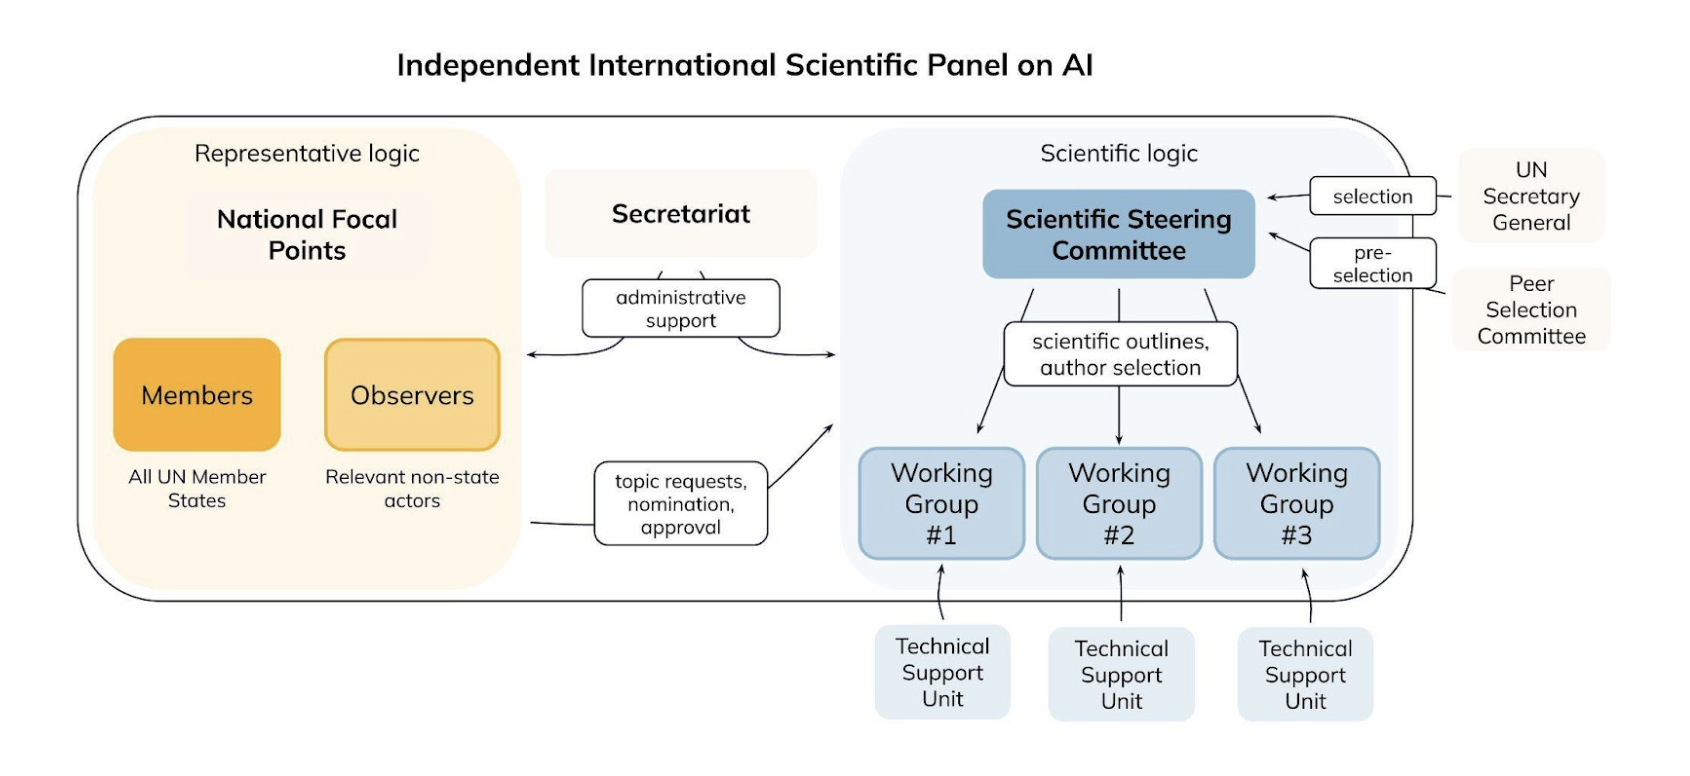 Independent International Scientific Panel on AI
Representative logic
National Focal
Points
Members
All UN Member
States
Observers
Relevant non-state
actors
Secretariat
administrative
support
topic requests,
nomination,
approval
Scientific logic
Scientific Steering
Committee
scientific outlines,
author selection
Working
Group
#1
Working
Group
#2
Working
Group
#3
selection
UN
Secretary
General
pre-
selection
Peer
Selection
Committee
Technical
Support
Unit
Technical
Support
Unit
Technical
Support
Unit